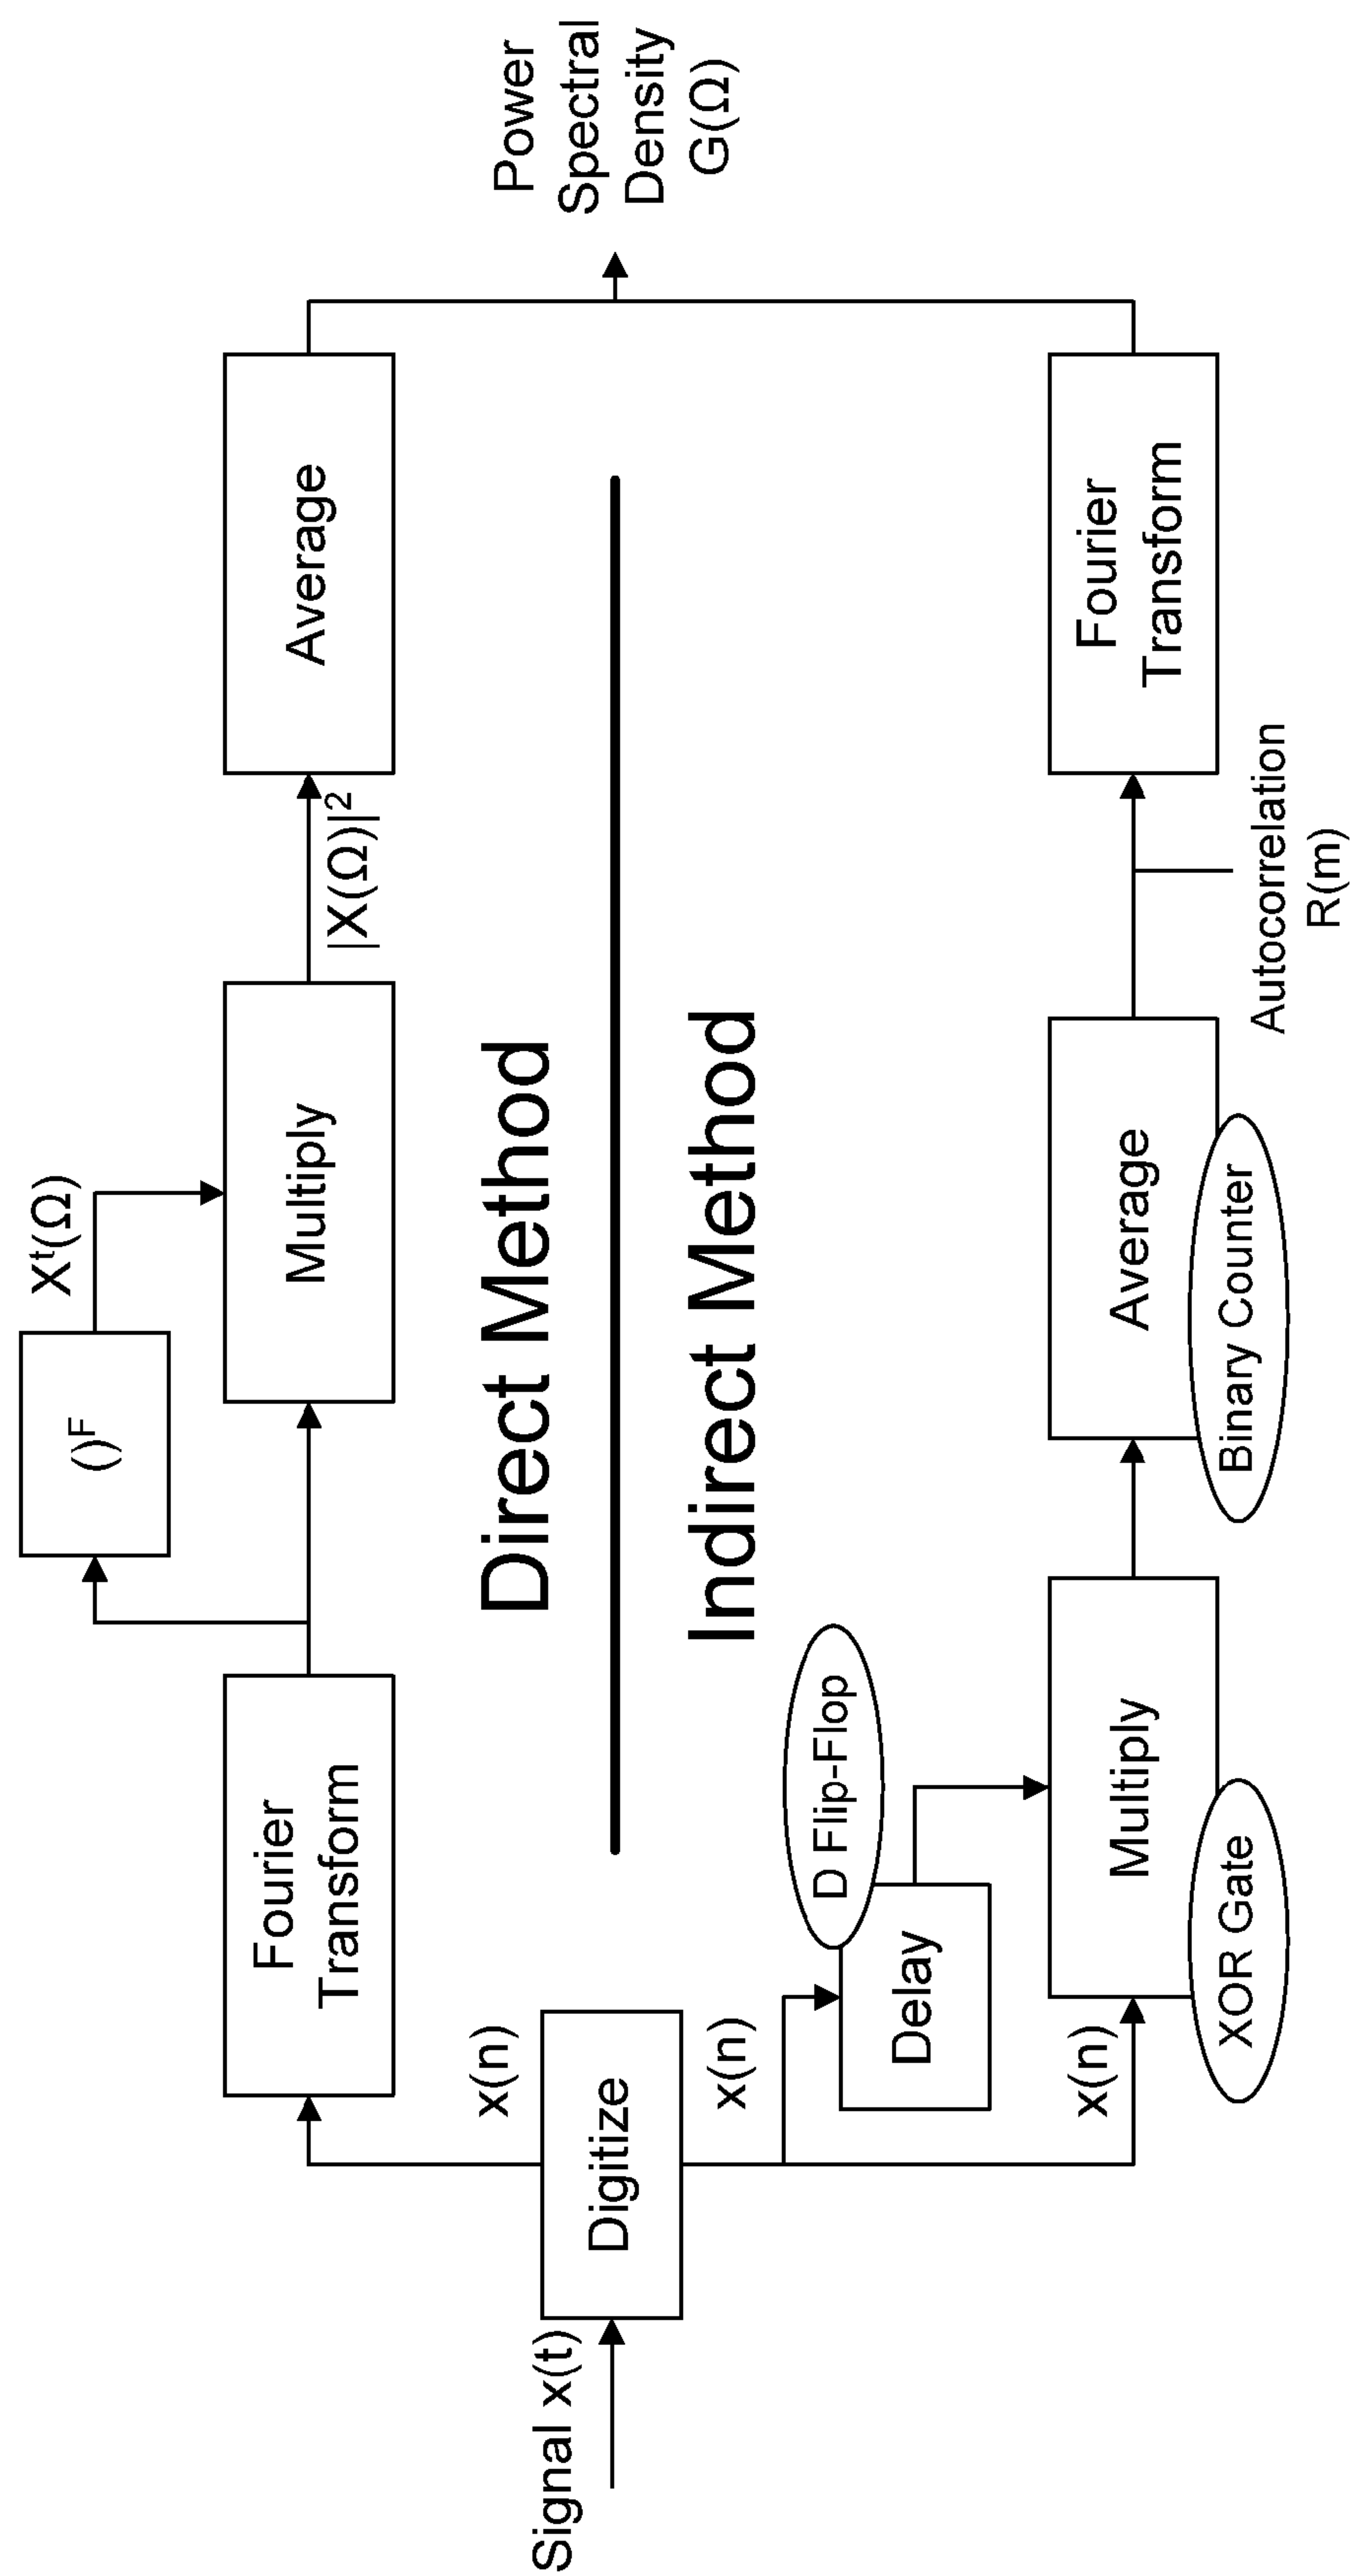 Signal x(t)
Digitize
x(n)
Fourier
Transform
()F
Xt(Ω)
Multiply
|X(Ω)|2
Average
Direct Method
Power
Spectral
Density
G(Ω)
Indirect Method
x(n)
Delay
D Flip-Flop
x(n)
Multiply
XOR Gate
Average
Binary Counter
Autocorrelation
R(m)
Fourier
Transform